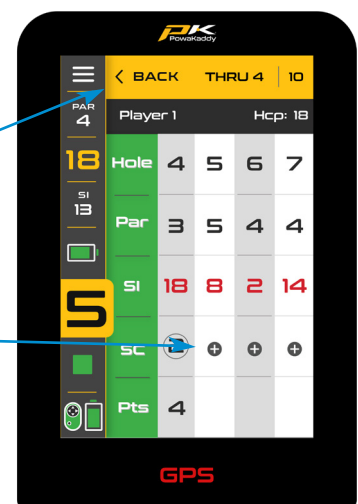 PK
PowaKaddy
BACK THRU 4 10
PAR
4
Player 1 Hcp: 18
18
Hole 4 5 6 7
SI
13
Par 3 5 4 4
SI 18 8 2 14
5
SC + + +
Pts 4
GPS